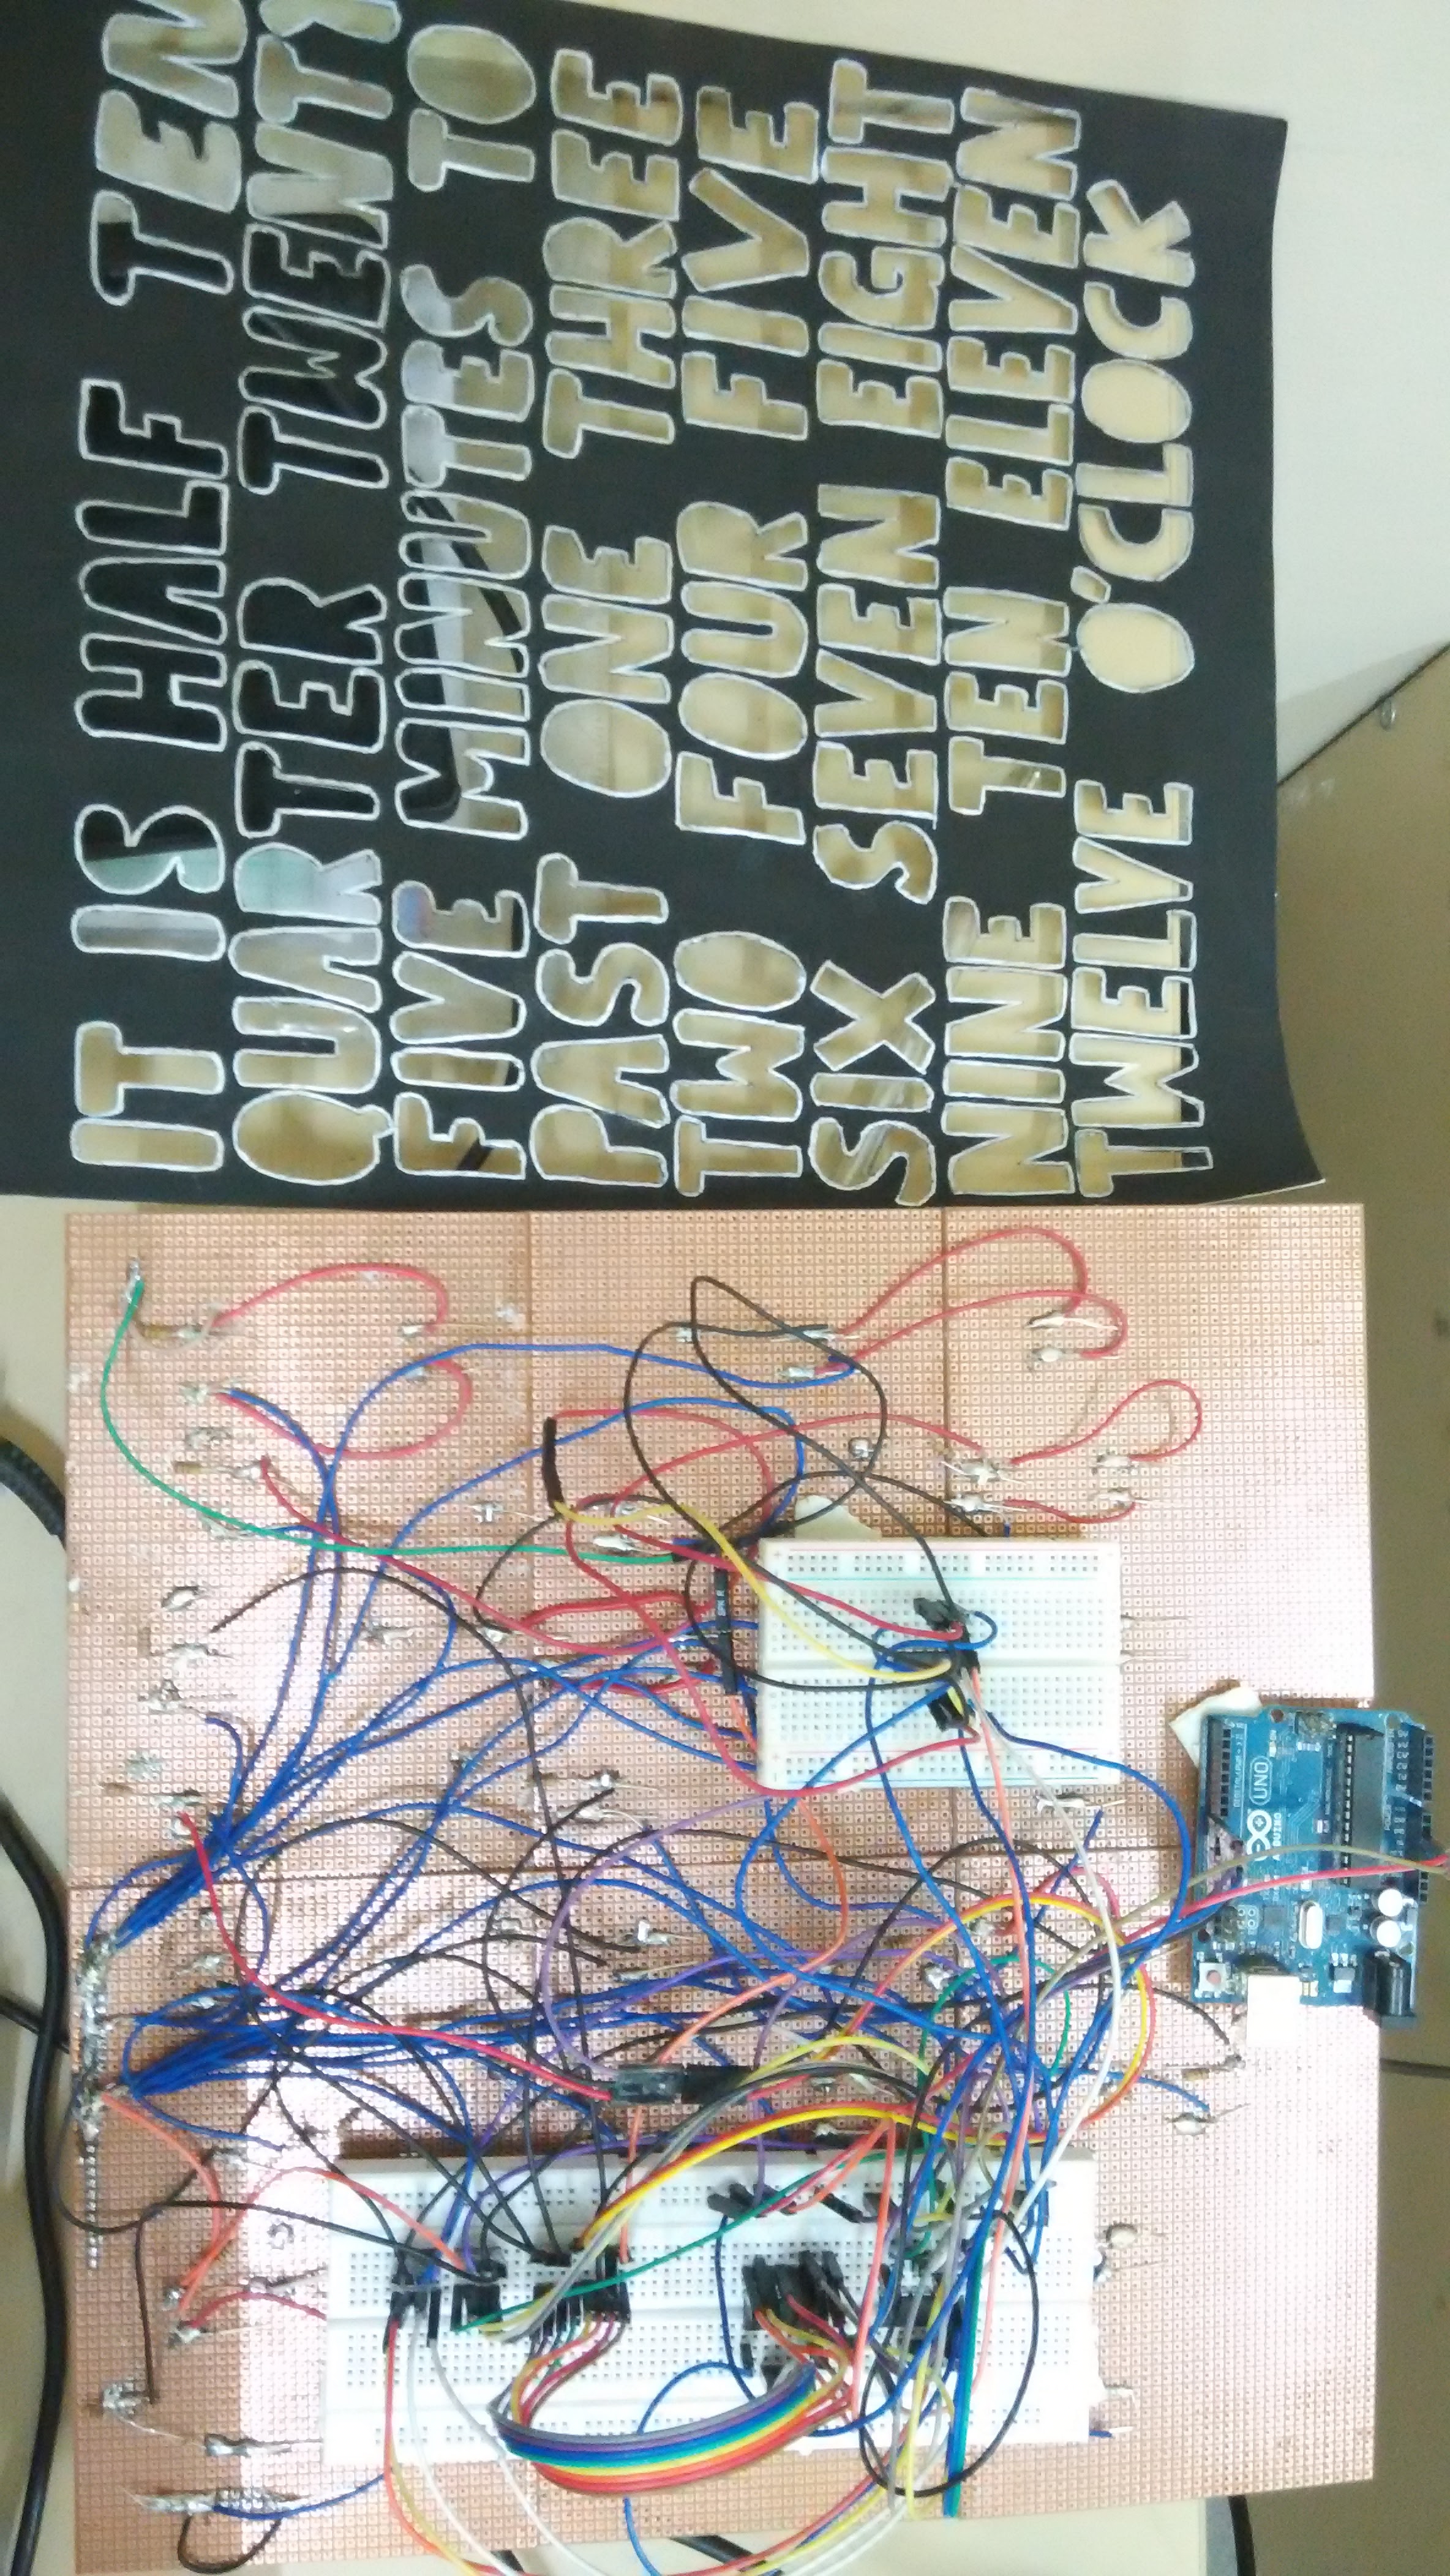 IT IS HALF TEN
QUARTER TWENTY
FIVE MINUTES TO
PAST ONE THREE
TWO FOUR FIVE
SIX SEVEN EIGHT
NINE TEN ELEVEN
TWELVE O'CLOCK
UNO
ARDUINO